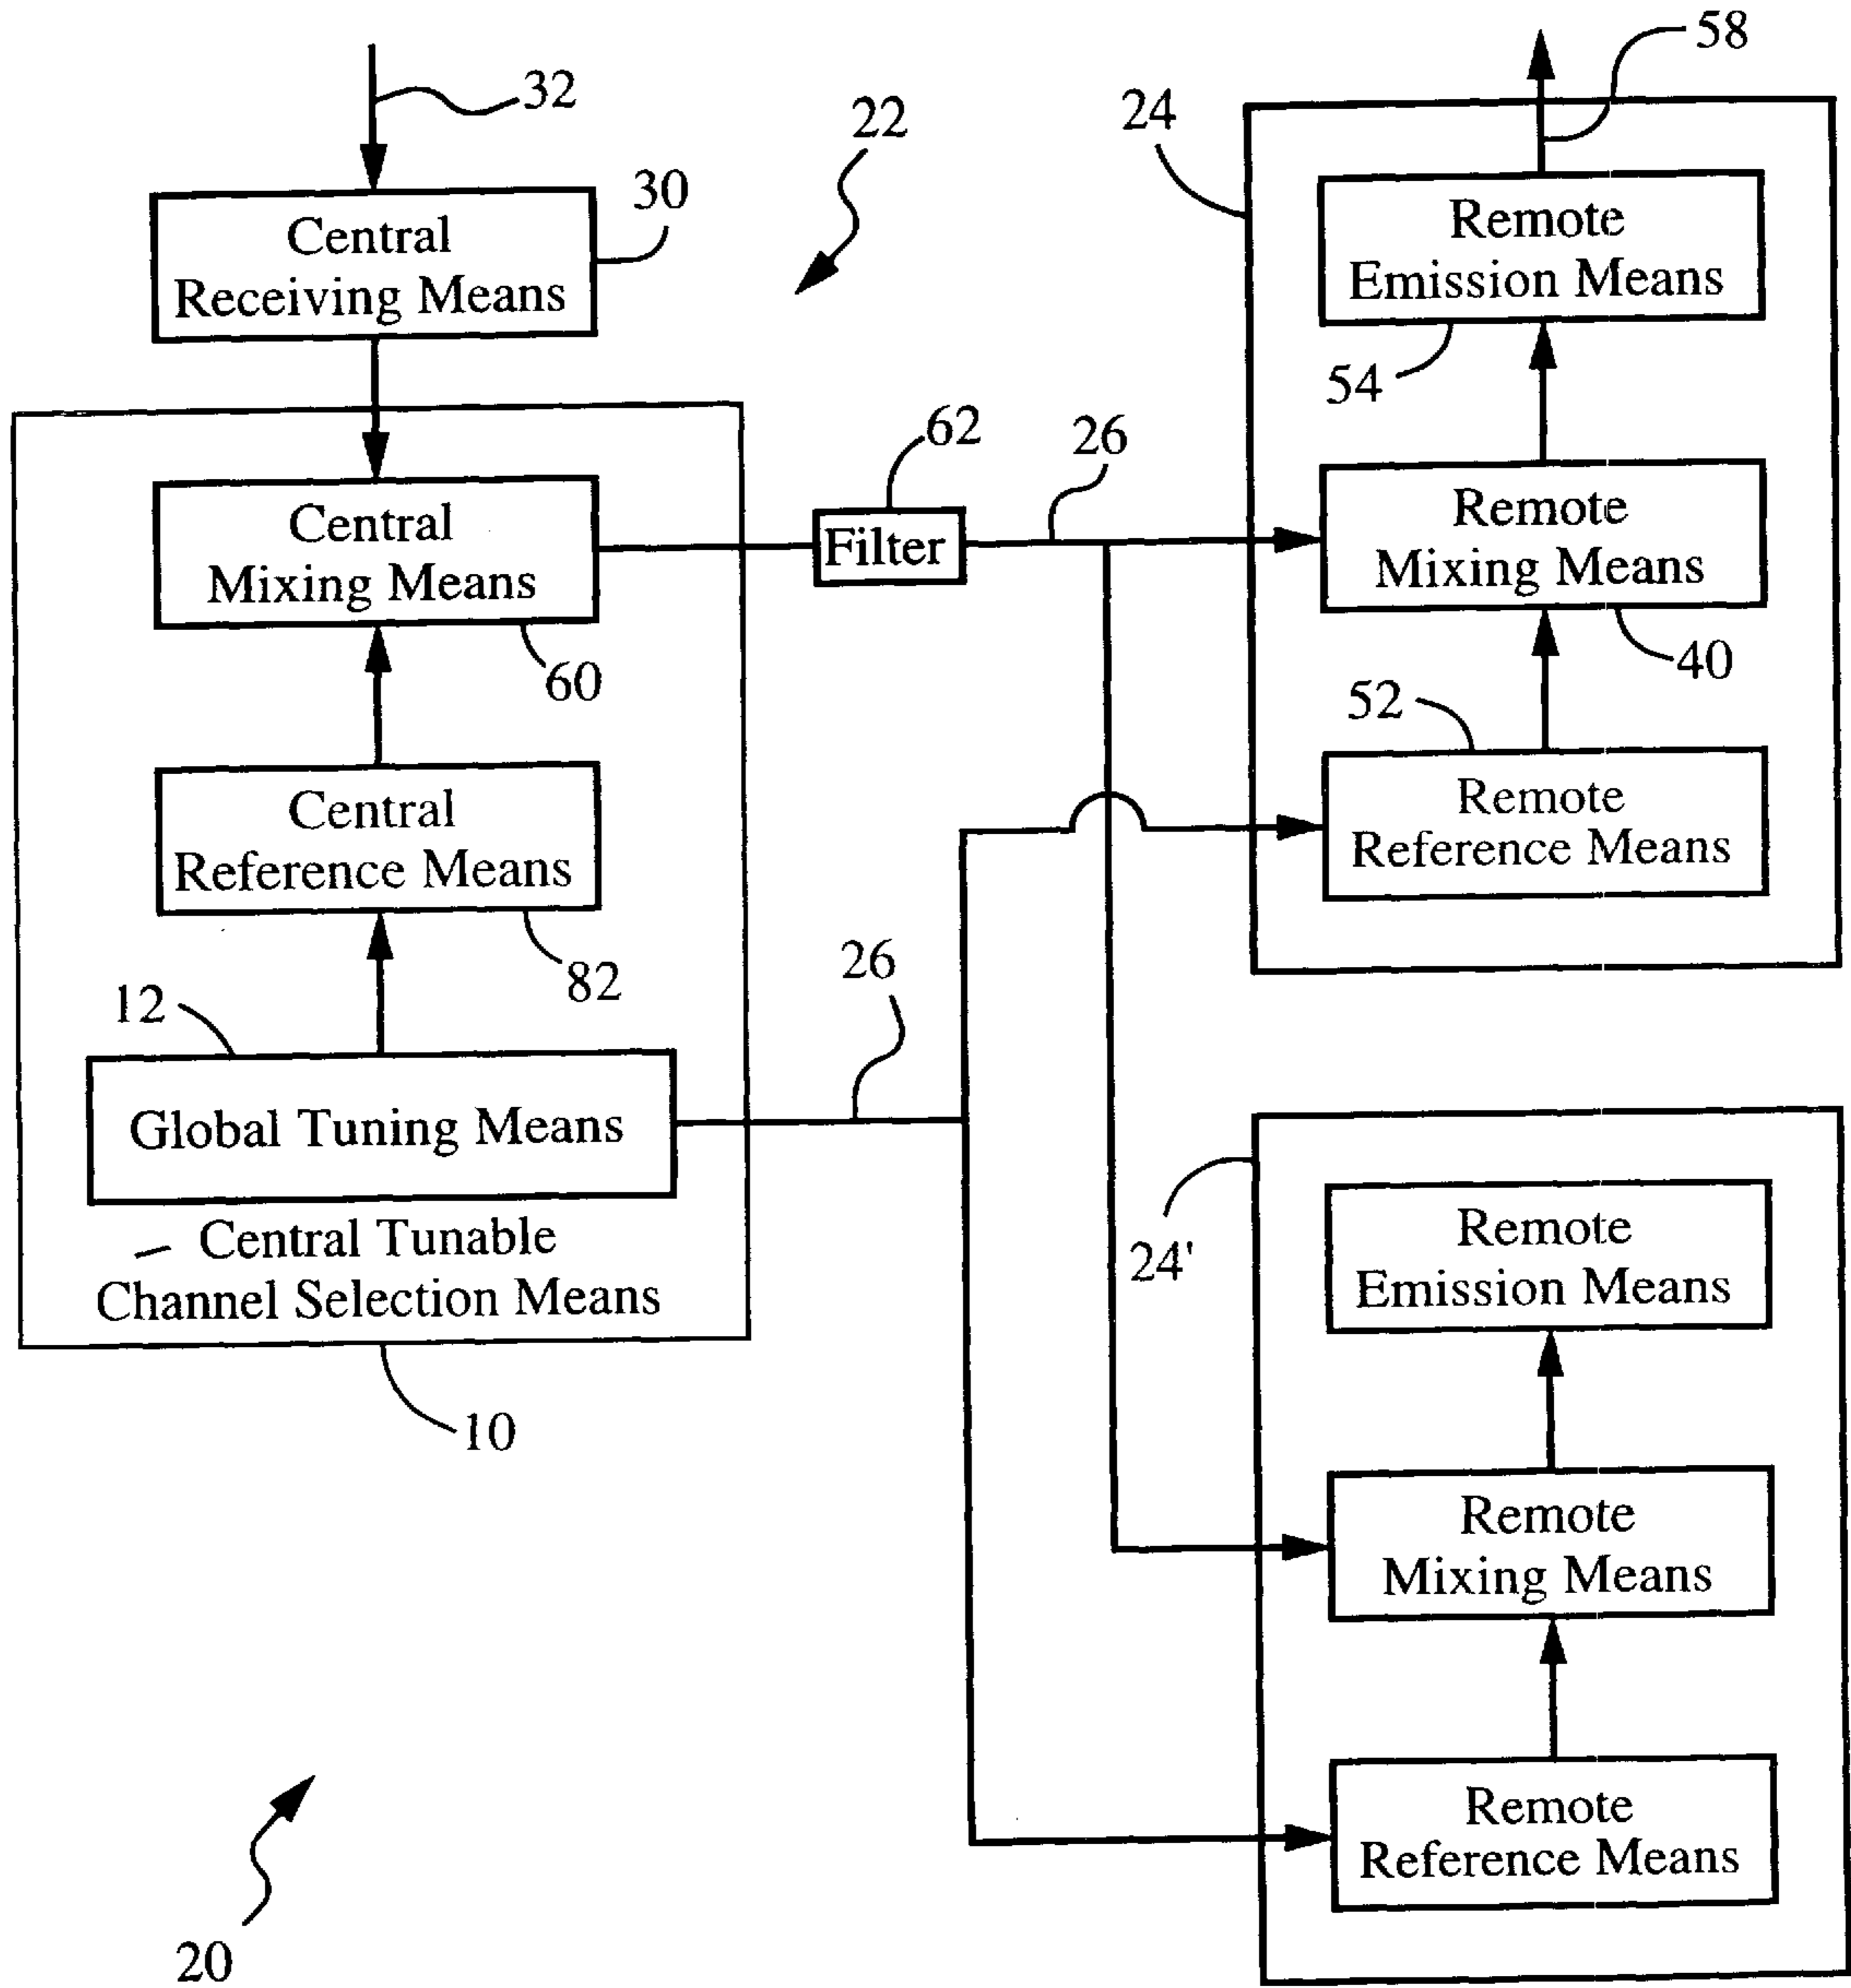 32
22
30
Central
Receiving Means
62
26
Central
Mixing Means
60
Filter
Central
Reference Means
82
26
12
Global Tuning Means
Central Tunable
Channel Selection Means
10
20
58
24
Remote
Emission Means
54
Remote
Mixing Means
40
52
Remote
Reference Means
24'
Remote
Emission Means
Remote
Mixing Means
Remote
Reference Means